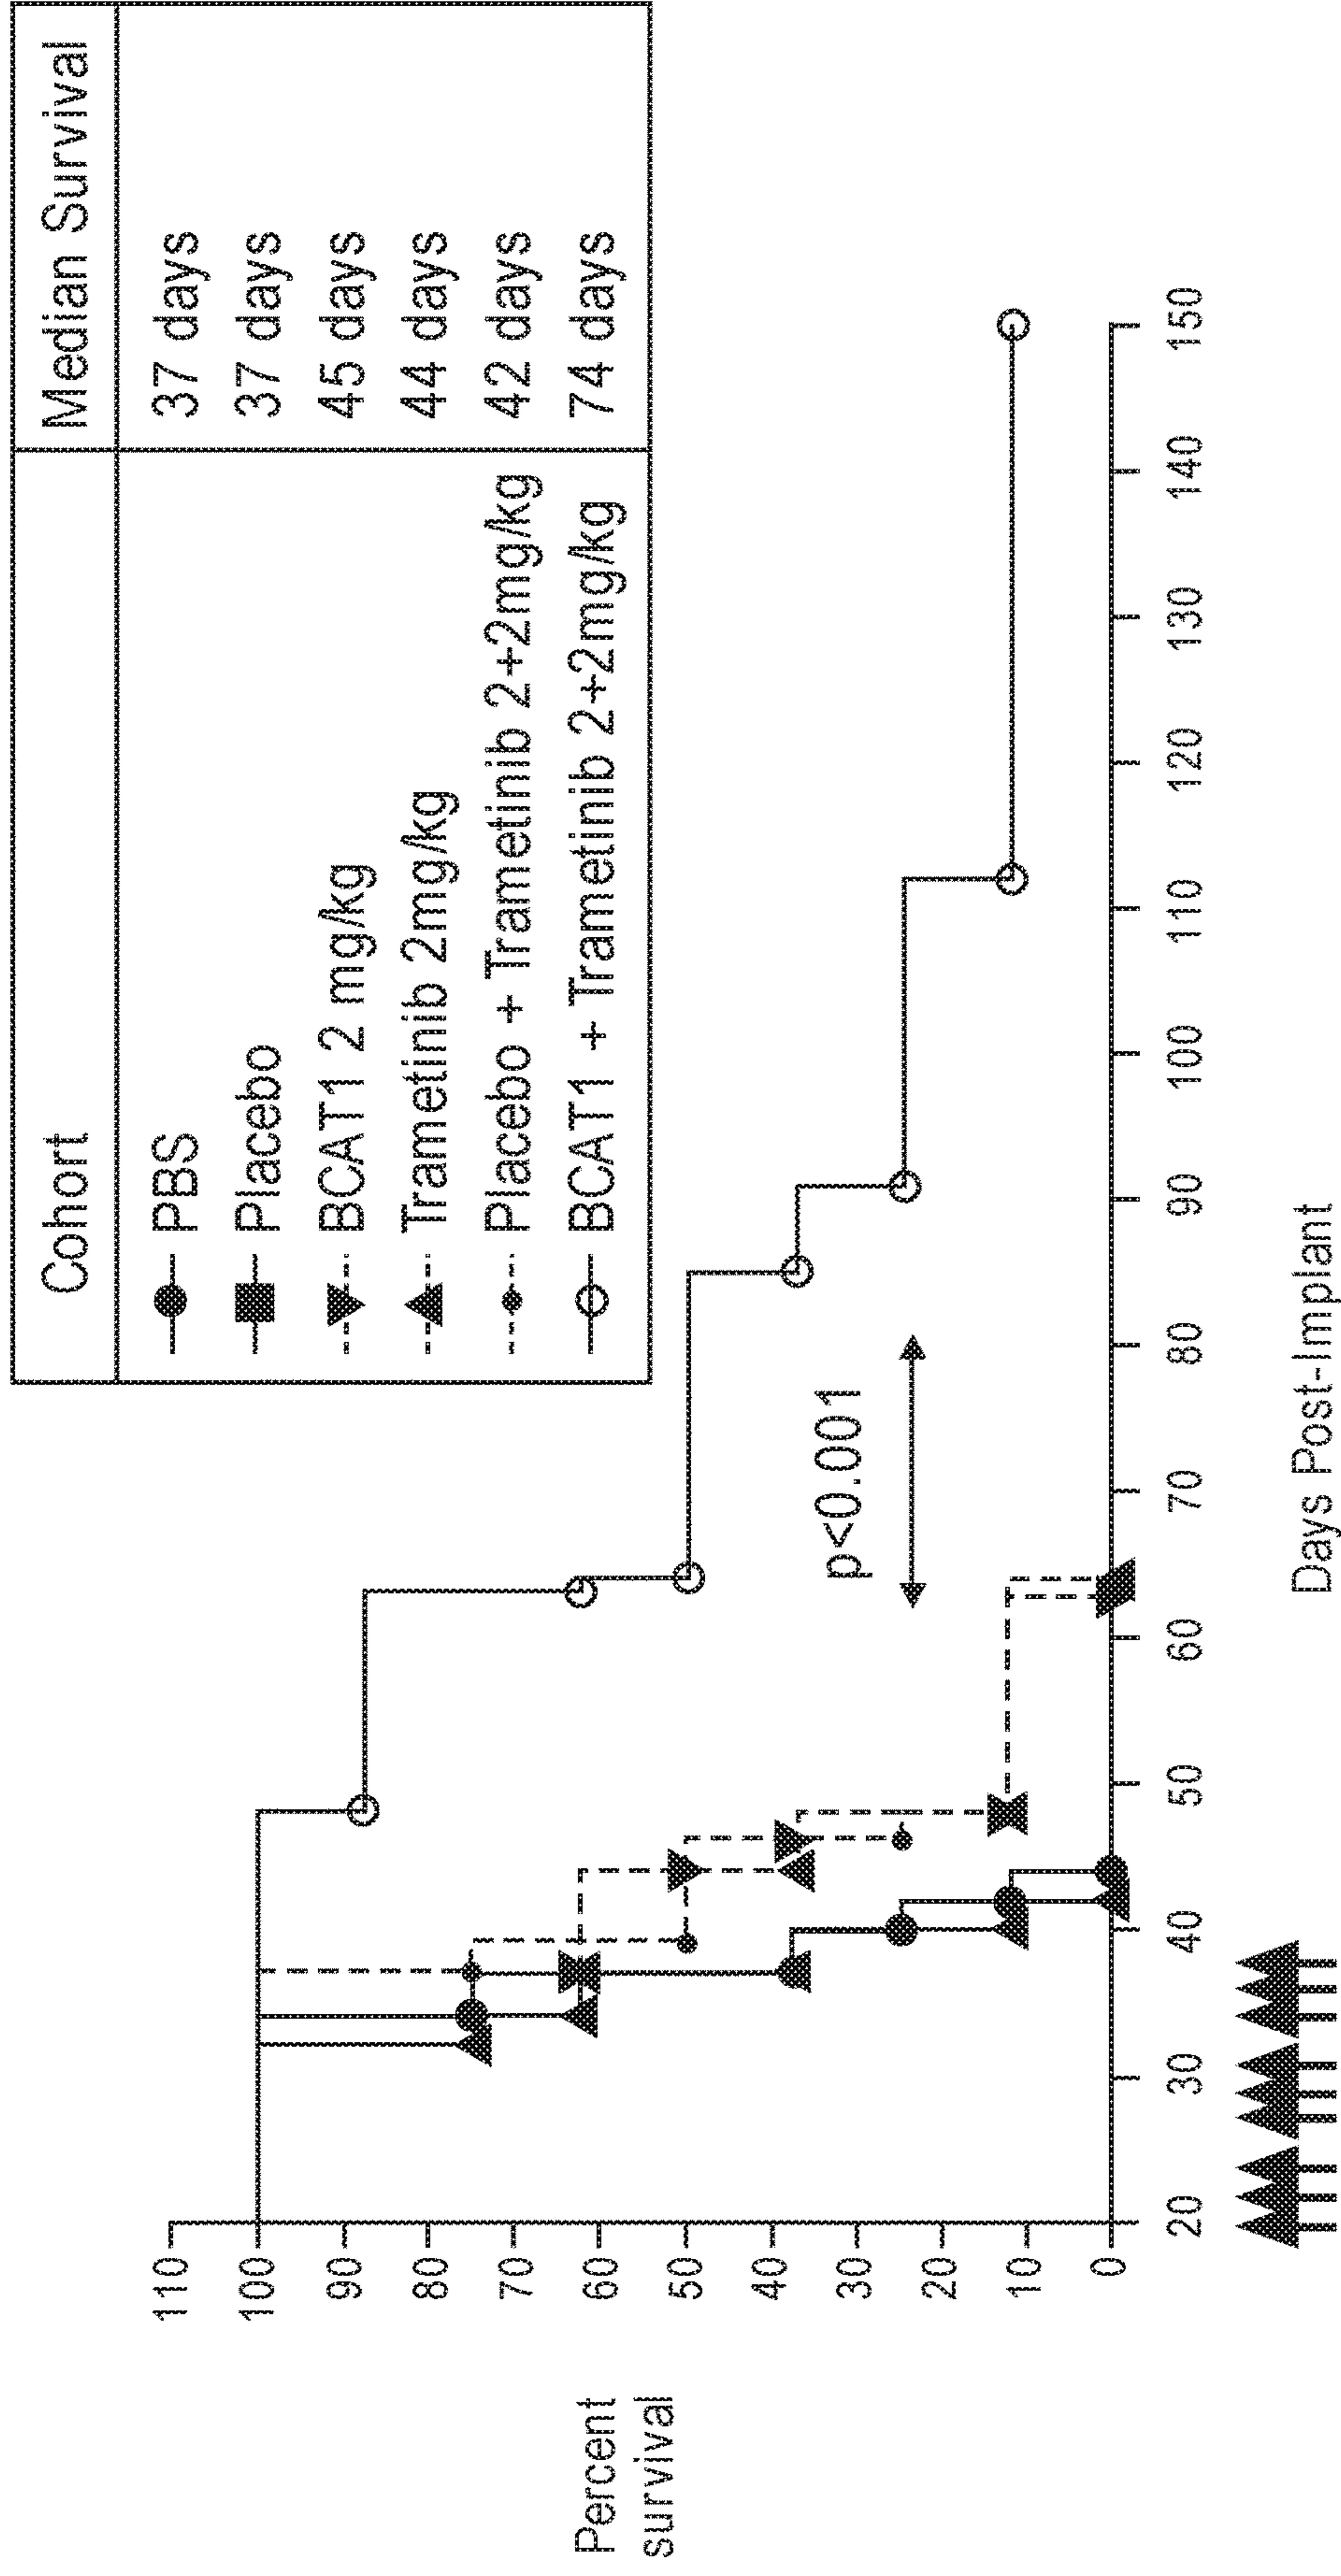 Cohort Median Survival
PBS 37 days
Placebo 37 days
BCAT1 2 mg/kg 45 days
Trametinib 2mg/kg 44 days
Placebo + Trametinib 2+2mg/kg 42 days
BCAT1 + Trametinib 2+2mg/kg 74 days
Percent
survival
110
100
90
80
70
60
50
40
30
20
10
0
p<0.001
20 30 40 50 60 70 80 90 100 110 120 130 140 150
Days Post-Implant